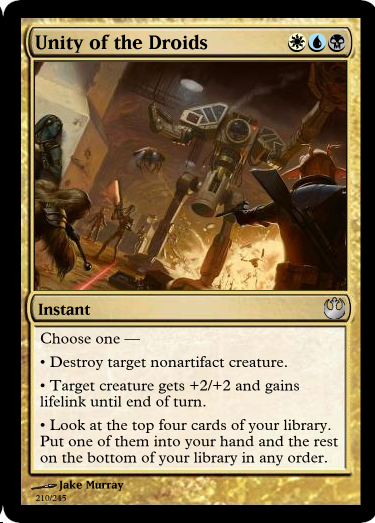 Unity of the Droids
Instant
Choose one —
• Destroy target nonartifact creature.
• Target creature gets +2/+2 and gains
lifelink until end of turn.
• Look at the top four cards of your library.
Put one of them into your hand and the rest
on the bottom of your library in any order.
Jake Murray
210/245